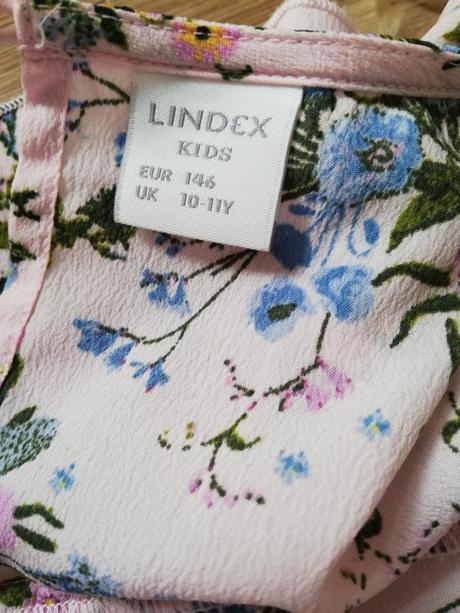 LINDEX
KIDS
EUR 146
UK 10-11Y